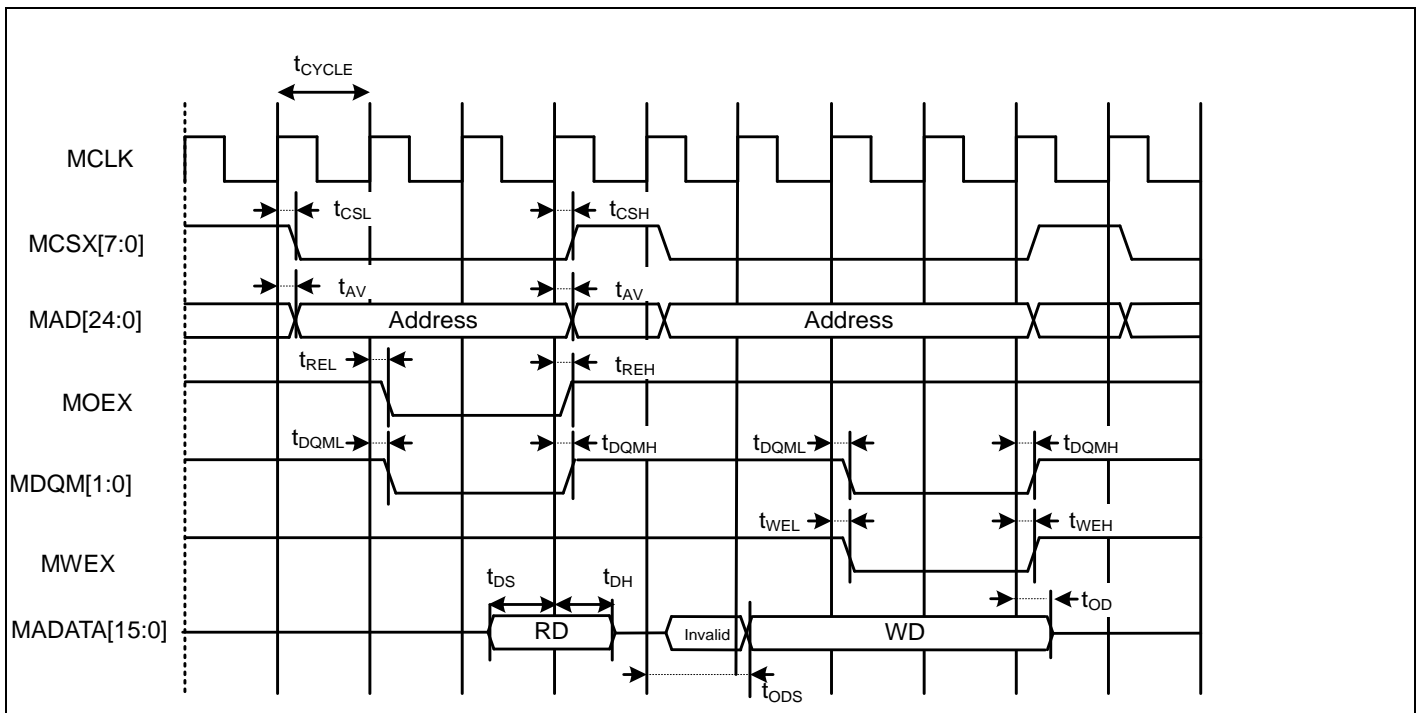 tCYCLE
MCLK
tCSL tCSH
MCSX[7:0]
tAV tAV
MAD[24:0] Address Address
tREL tREH
MOEX
tDQML tDQMH tDQML tDQMH
MDQM[1:0]
tWEL tWEH
MWEX
tDS tDH
tOD
MADATA[15:0] RD Invalid WD
tODS